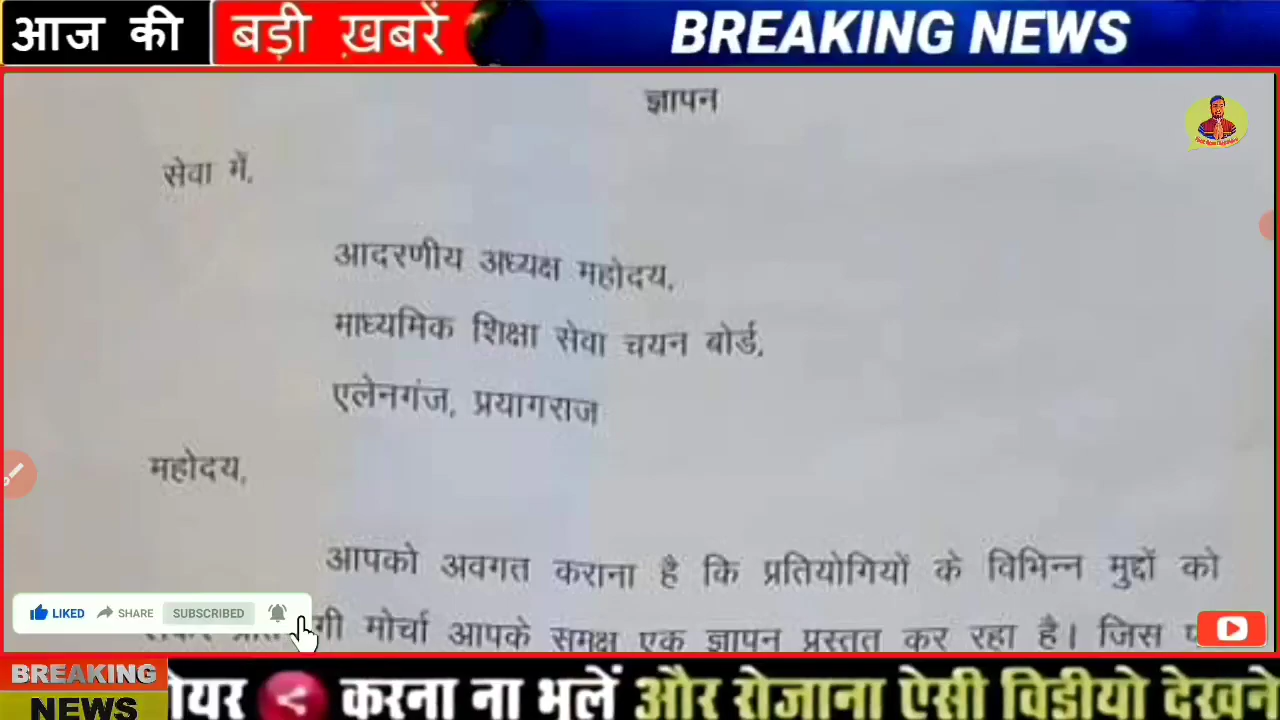 आज की बड़ी ख़बरें BREAKING NEWS
ज्ञापन
सेवा में,
आदरणीय अध्यक्ष महोदय,
माध्यमिक शिक्षा सेवा चयन बोर्ड,
एलेनगंज, प्रयागराज
महोदय,
आपको अवगत कराना है कि प्रतियोगियों के विभिन्न मुद्दों को
गी मोर्चा आपके समक्ष एक ज्ञापन प्रस्तुत कर रहा है। जिस
LIKED SHARE SUBSCRIBED
BREAKING NEWS
यर करना ना भूलें और रोजाना ऐसी विडीयो देखने